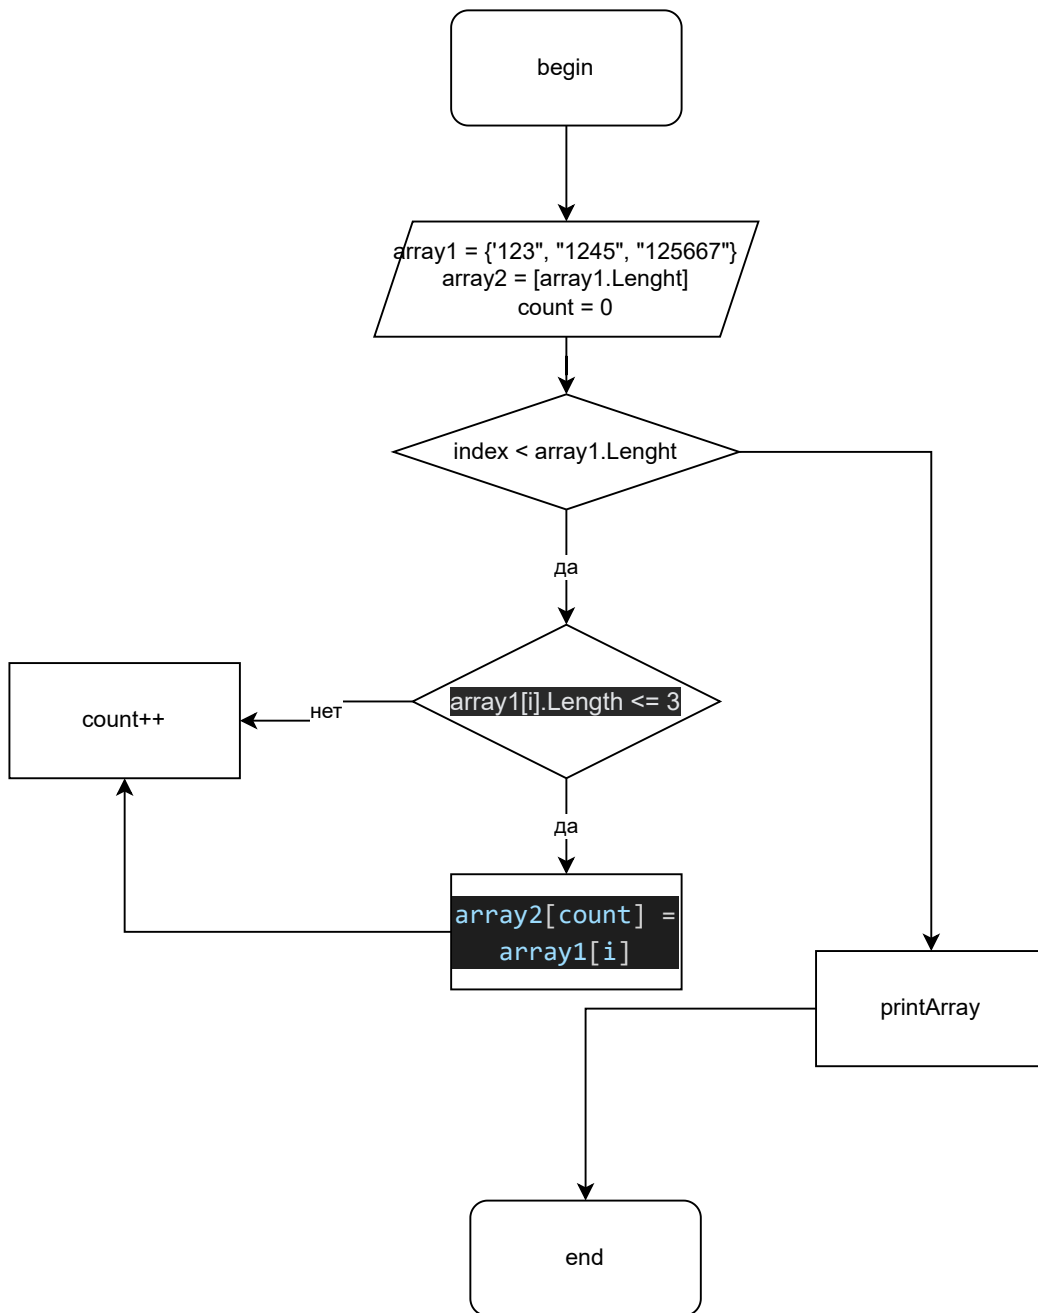 begin
array1 = {'123", "1245", "125667"}
array2 = [array1.Lenght]
count = 0
index < array1.Lenght
да
array1[i].Length <= 3
нет
count++
да
array2[count] =
array1[i]
printArray
end